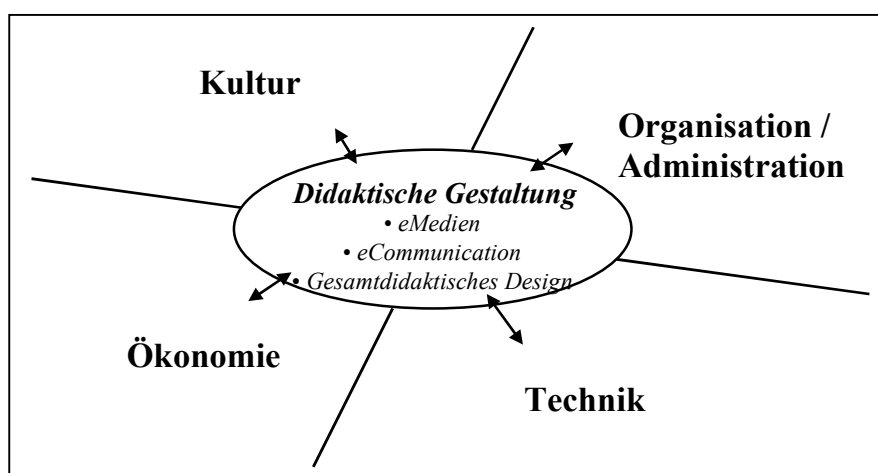 Kultur
Organisation /
Administration
Didaktische Gestaltung
• eMedien
• eCommunication
• Gesamtdidaktisches Design
Ökonomie
Technik